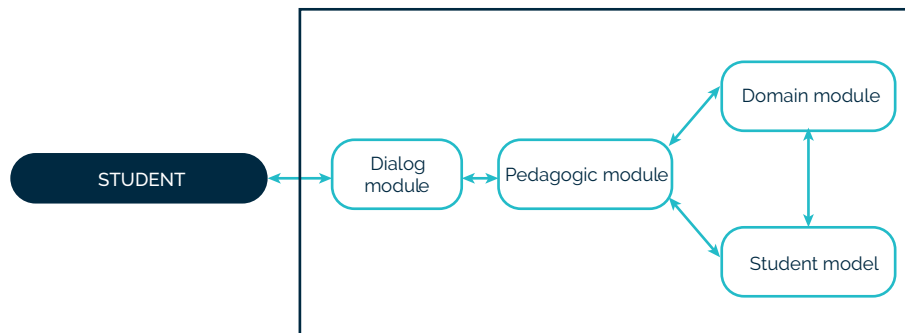 STUDENT
Dialog
module
Pedagogic module
Domain module
Student model